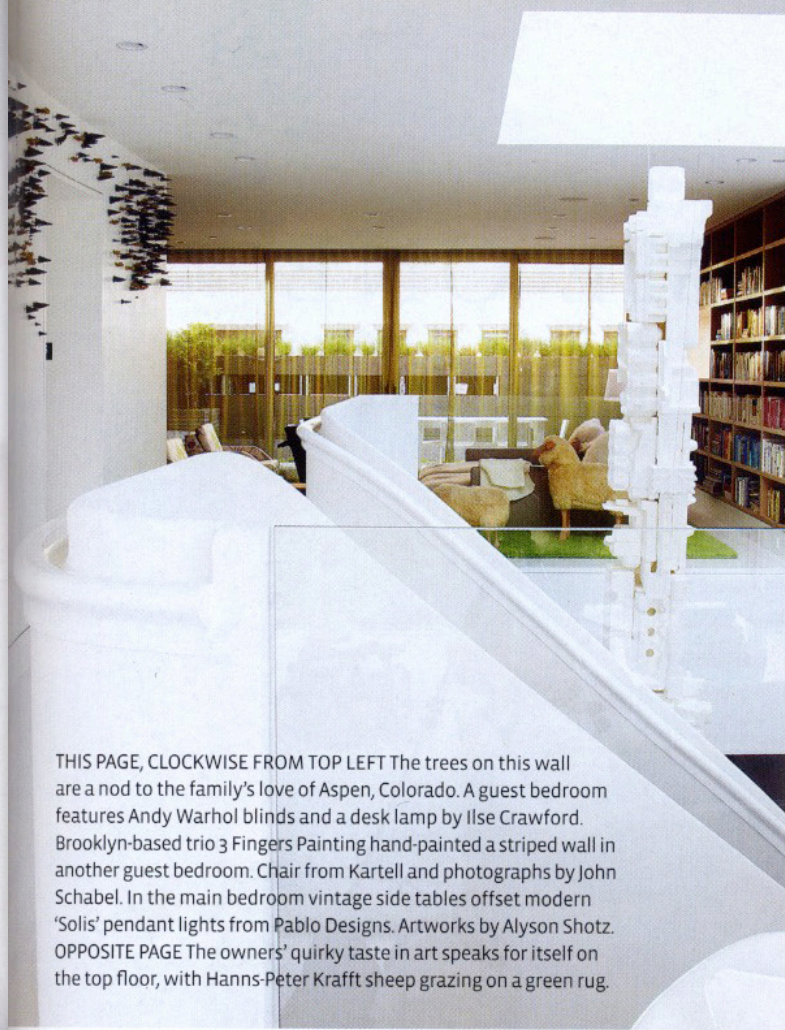 THIS PAGE, CLOCKWISE FROM TOP LEFT The trees on this wall
are a nod to the family's love of Aspen, Colorado. A guest bedroom
features Andy Warhol blinds and a desk lamp by Ilse Crawford.
Brooklyn-based trio 3 Fingers Painting hand-painted a striped wall in
another guest bedroom. Chair from Kartell and photographs by John
Schabel. In the main bedroom vintage side tables offset modern
'Solis' pendant lights from Pablo Designs. Artworks by Alyson Shotz.
OPPOSITE PAGE The owners' quirky taste in art speaks for itself on
the top floor, with Hanns-Peter Krafft sheep grazing on a green rug.